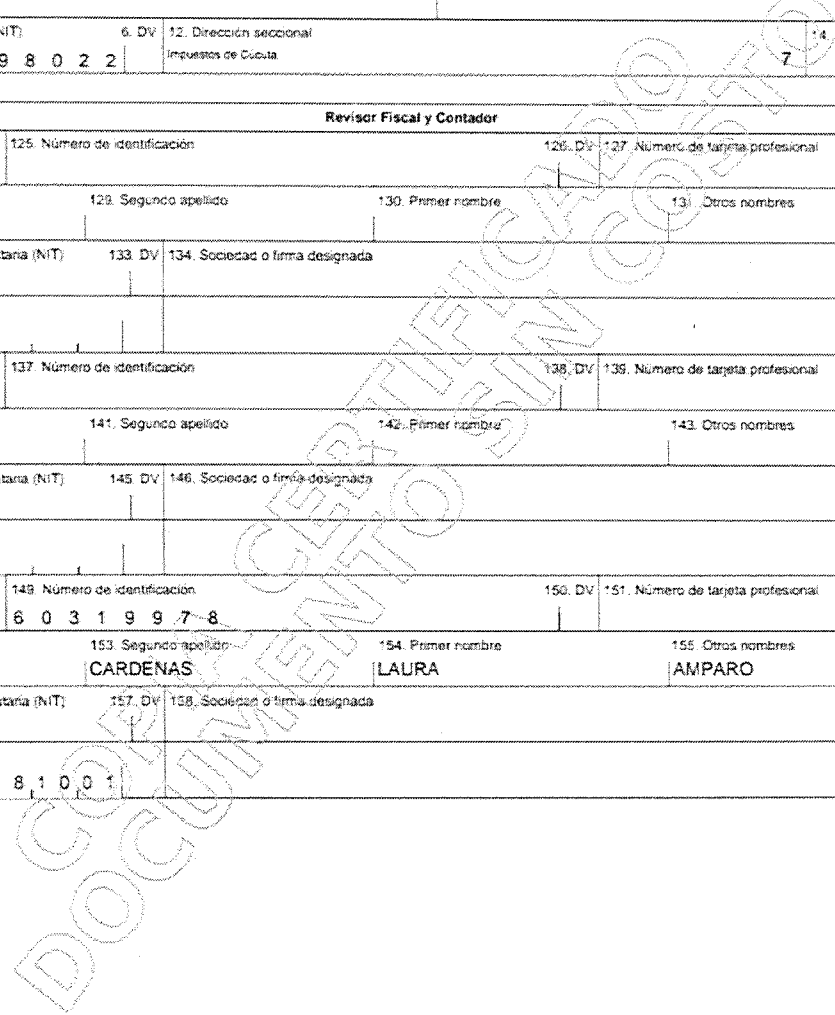 NIT) 6. DV 12. Dirección seccional 14.
9 8 0 2 2 Impuestos de Cúcuta 7
Revisor Fiscal y Contador
125. Número de identificación 126. DV 127. Número de tarjeta profesional
129. Segundo apellido 130. Primer nombre 131. Otros nombres
taria (NIT) 133. DV 134. Sociedad o firma designada
137. Número de identificación 138. DV 139. Número de tarjeta profesional
141. Segundo apellido 142. Primer nombre 143. Otros nombres
taria (NIT) 145. DV 146. Sociedad o firma designada
149. Número de identificación 150. DV 151. Número de tarjeta profesional
6 0 3 1 9 9 7 8
153. Segundo apellido 154. Primer nombre 155. Otros nombres
CARDENAS LAURA AMPARO
taria (NIT) 157. DV 158. Sociedad o firma designada
8 1 0 0 1
COPIA CERTIFICADO
DOCUMENTO SIN COSTO